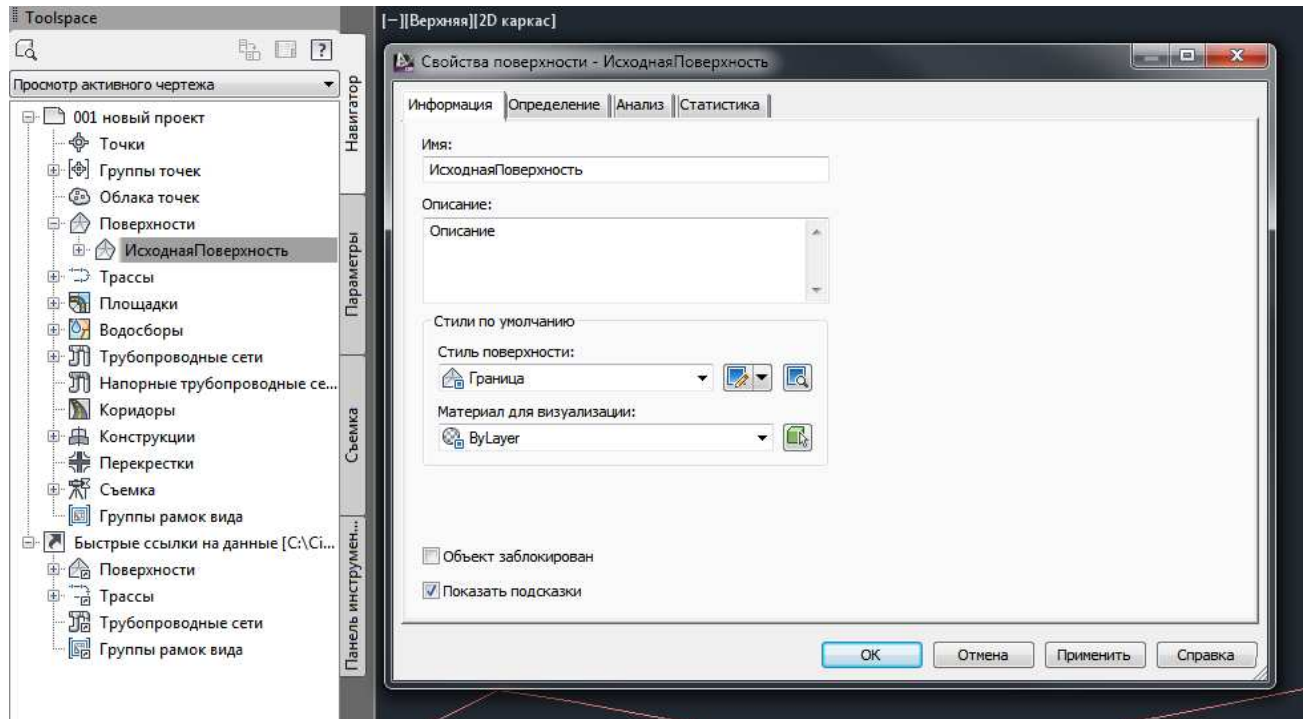 Toolspace
Просмотр активного чертежа
001 новый проект
Точки
Группы точек
Облака точек
Поверхности
ИсходнаяПоверхность
Трассы
Площадки
Водосборы
Трубопроводные сети
Напорные трубопроводные се...
Коридоры
Конструкции
Перекрестки
Съемка
Группы рамок вида
Быстрые ссылки на данные [C:\Ci...
Поверхности
Трассы
Трубопроводные сети
Группы рамок вида
Навигатор
Параметры
Съемка
Панель инструмен...
[−][Верхняя][2D каркас]
Свойства поверхности - ИсходнаяПоверхность
Информация Определение Анализ Статистика
Имя:
ИсходнаяПоверхность
Описание:
Описание
Стили по умолчанию
Стиль поверхности:
Граница
Материал для визуализации:
ByLayer
Объект заблокирован
Показать подсказки
ОК Отмена Применить Справка